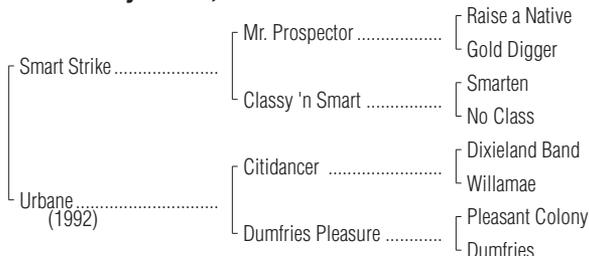 Raise a Native
Mr. Prospector ..................
Gold Digger
Smart Strike ......................
Smarten
Classy 'n Smart ................
No Class
Dixieland Band
Citidancer ........................
Willamae
Urbane ..............................
(1992)
Pleasant Colony
Dumfries Pleasure ............
Dumfries